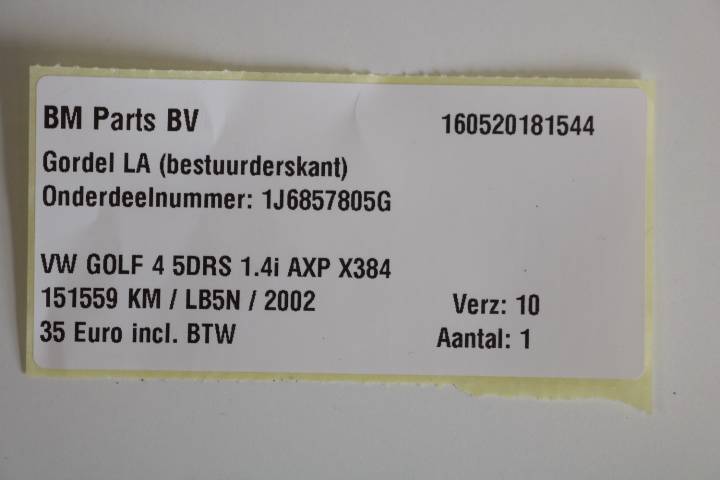 BM Parts BV 160520181544
Gordel LA (bestuurderskant)
Onderdeelnummer: 1J6857805G
VW GOLF 4 5DRS 1.4i AXP X384
151559 KM / LB5N / 2002 Verz: 10
35 Euro incl. BTW Aantal: 1